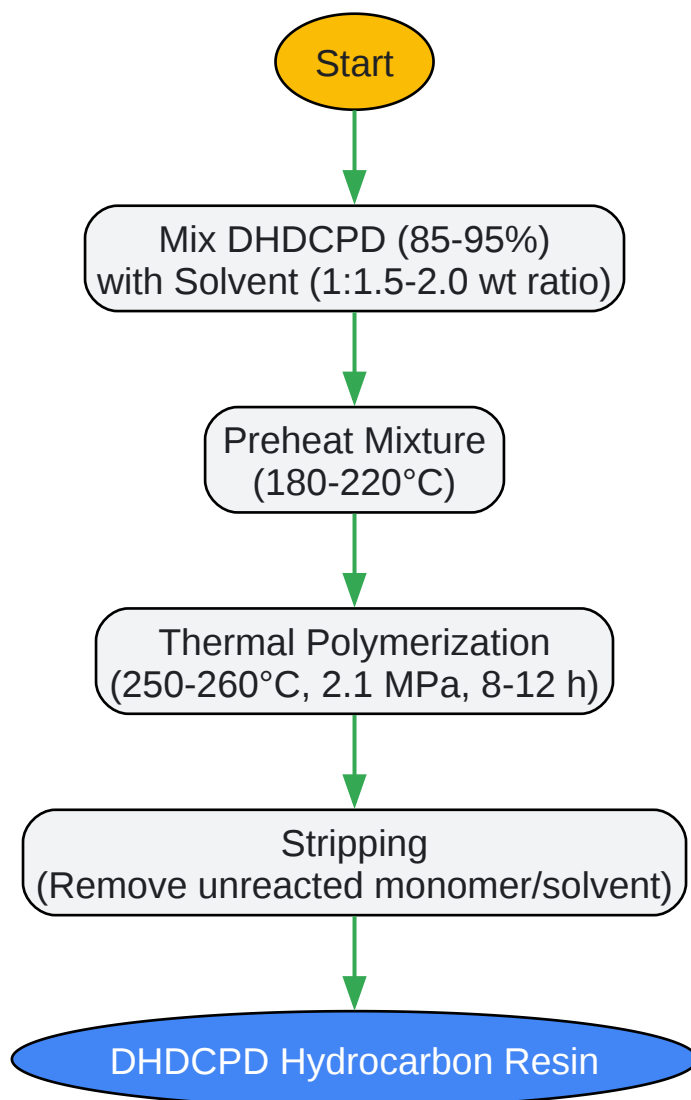 Start
Mix DHDCPD (85-95%)
with Solvent (1:1.5-2.0 wt ratio)
Preheat Mixture
(180-220°C)
Thermal Polymerization
(250-260°C, 2.1 MPa, 8-12 h)
Stripping
(Remove unreacted monomer/solvent)
DHDCPD Hydrocarbon Resin